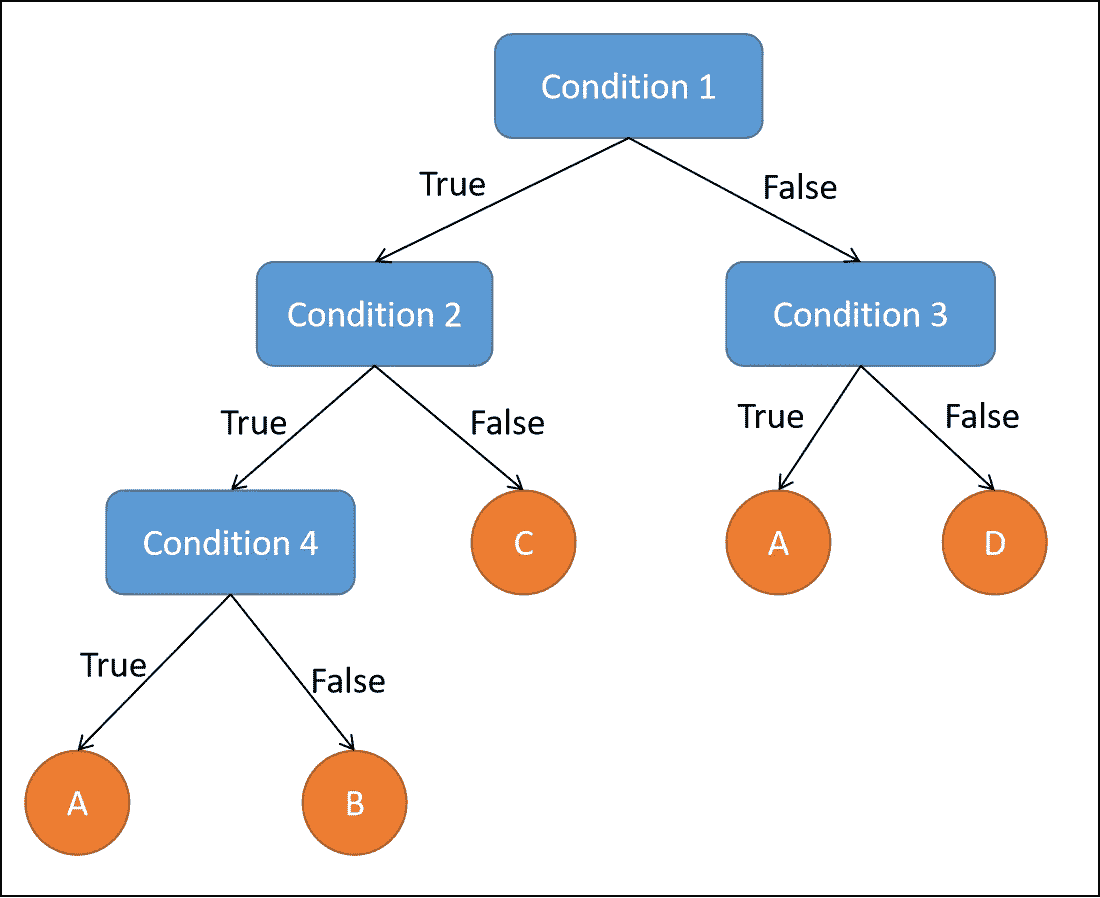 Condition 1
True
False
Condition 2
Condition 3
True
False
True
False
Condition 4
C
A
D
True
False
A
B